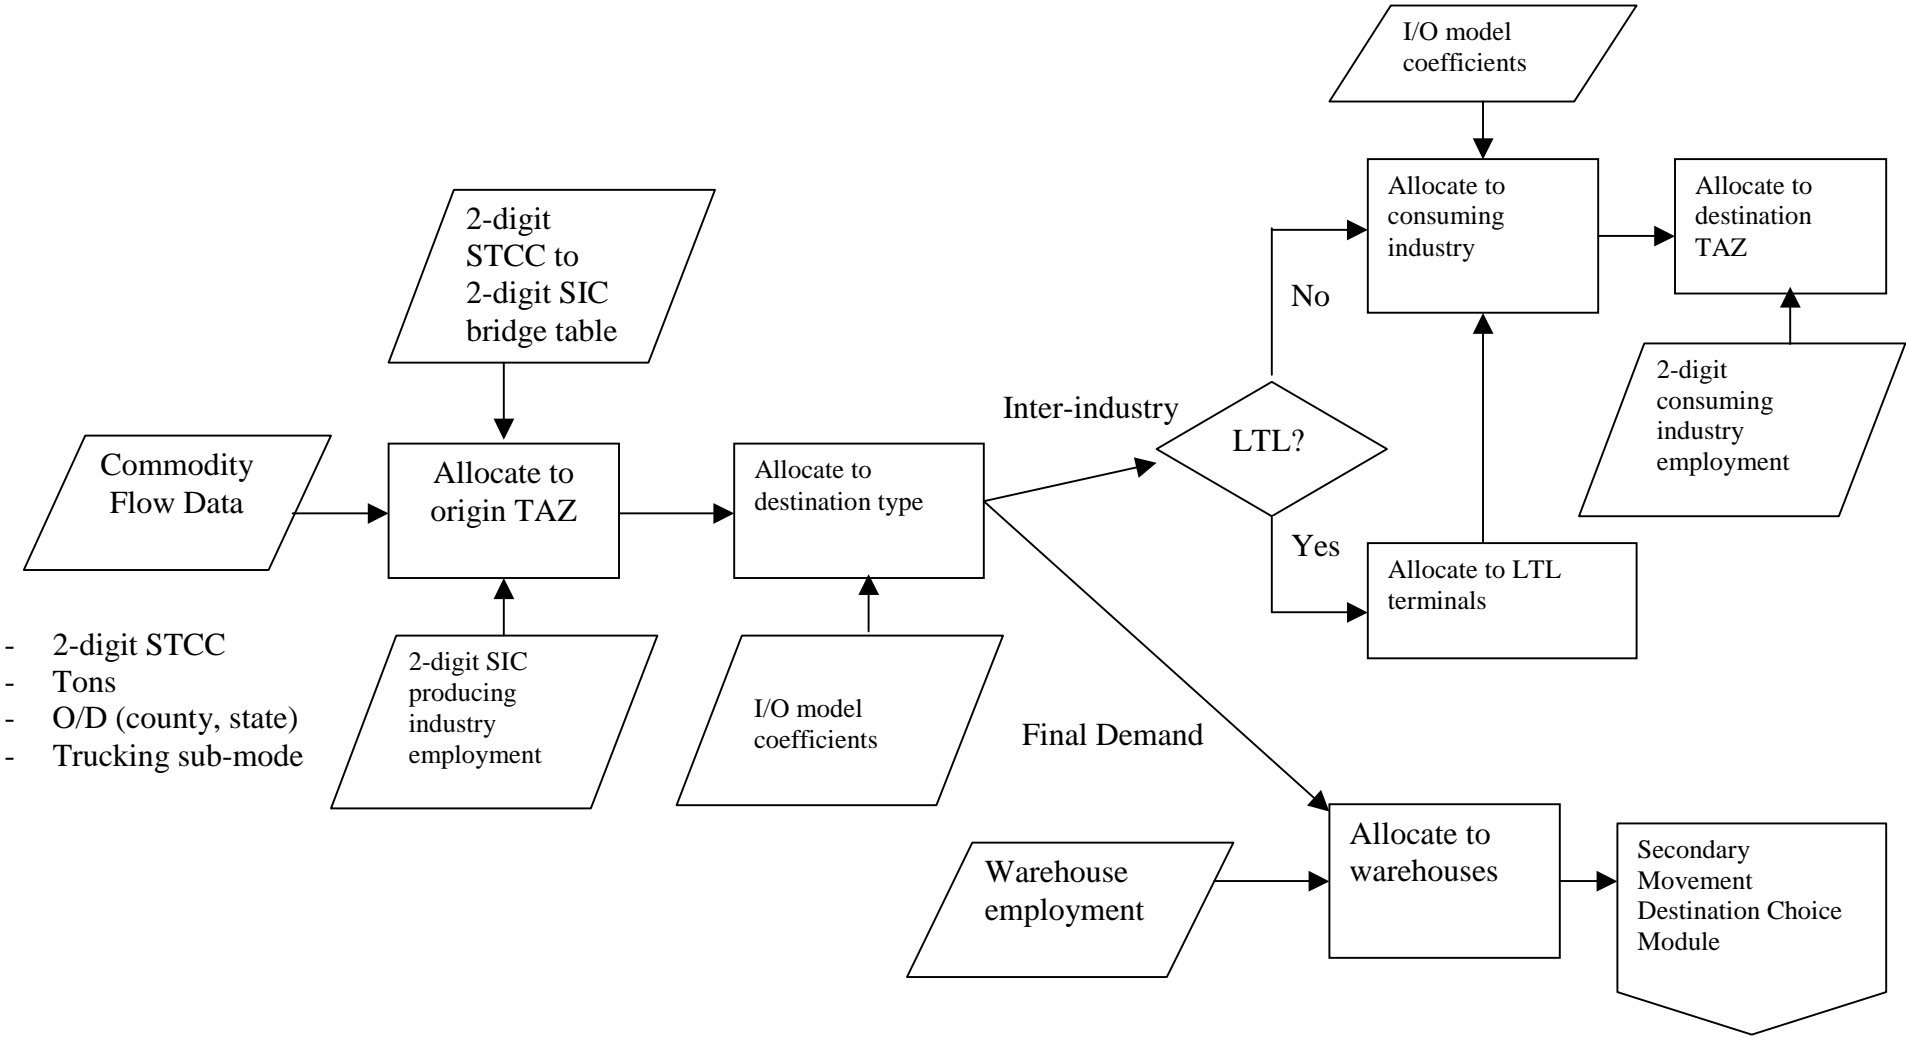 I/O model
coefficients
2-digit
STCC to
2-digit SIC
bridge table
Allocate to
consuming
industry
Allocate to
destination
TAZ
No
Inter-industry
LTL?
2-digit
consuming
industry
employment
Commodity
Flow Data
Allocate to
origin TAZ
Allocate to
destination type
Yes
Allocate to LTL
terminals
- 2-digit STCC
- Tons
- O/D (county, state)
- Trucking sub-mode
2-digit SIC
producing
industry
employment
I/O model
coefficients
Final Demand
Warehouse
employment
Allocate to
warehouses
Secondary
Movement
Destination Choice
Module